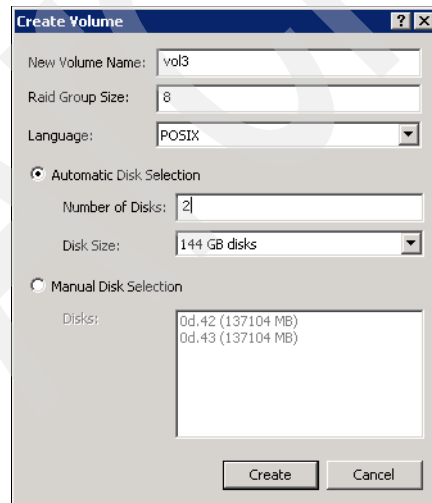 Create Volume
New Volume Name: vol3
Raid Group Size: 8
Language: POSIX
Automatic Disk Selection
Number of Disks: 2
Disk Size: 144 GB disks
Manual Disk Selection
Disks: 0d.42 (137104 MB)
0d.43 (137104 MB)
Create Cancel